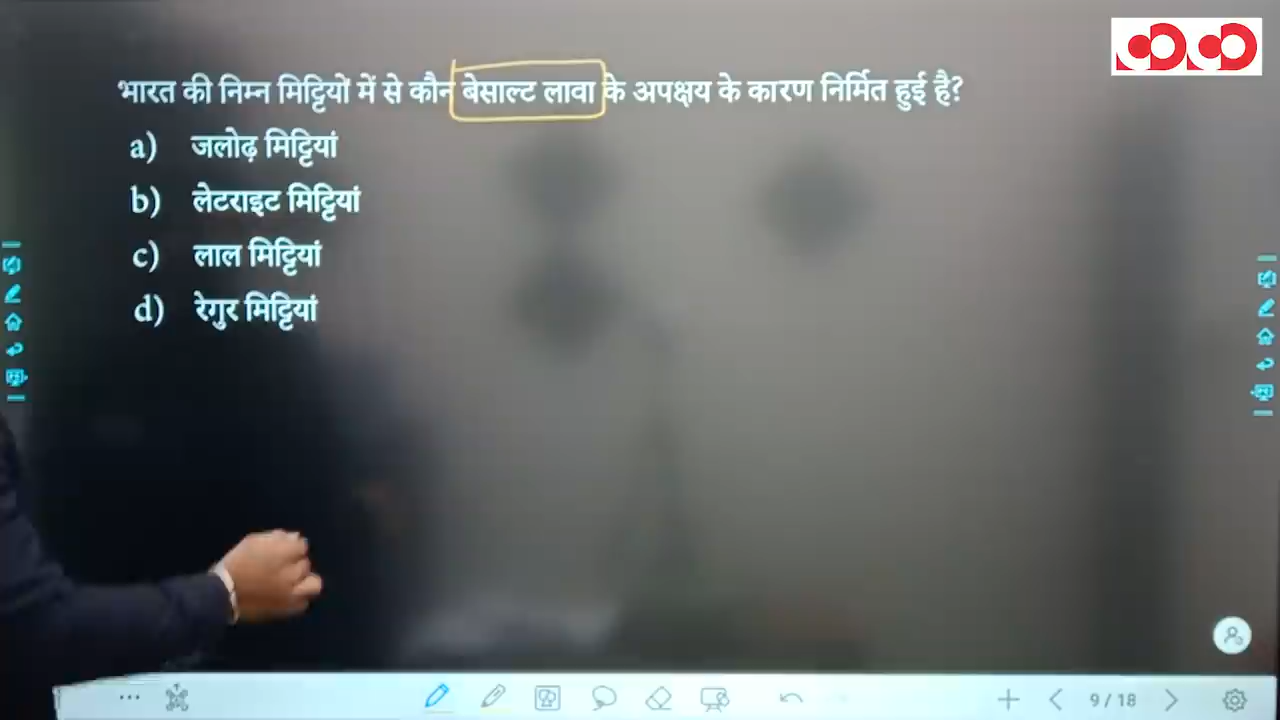 भारत की निम्न मिट्टियों में से कौन बेसाल्ट लावा के अपक्षय के कारण निर्मित हुई है?
a) जलोढ़ मिट्टियां
b) लेटराइट मिट्टियां
c) लाल मिट्टियां
d) रेगुर मिट्टियां
9 / 18